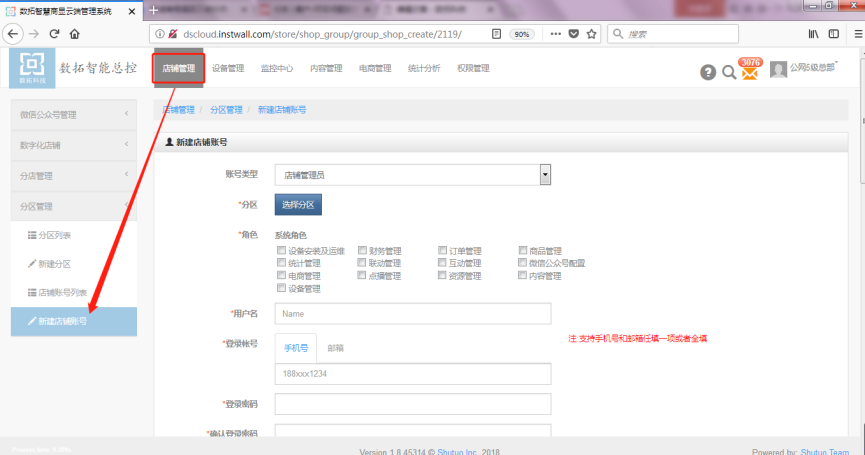 数拓智慧商显云端管理系统
dscloud.instwall.com/store/shop_group/group_shop_create/2119/
90%
搜索
数拓科技
数拓智能总控
店铺管理 设备管理 监控中心 内容管理 电商管理 统计分析 权限管理
3076
公网5级总部
微信公众号管理
数字化店铺
分店管理
分区管理
分区列表
新建分区
店铺账号列表
新建店铺账号
店铺管理 / 分区管理 / 新建店铺账号
新建店铺账号
账号类型 店铺管理员
*分区 选择分区
*角色 系统角色
设备安装及运维 财务管理 订单管理 商品管理
统计管理 联动管理 互动管理 微信公众号配置
电商管理 点播管理 资源管理 内容管理
设备管理
*用户名 Name
*登录帐号 手机号 邮箱
注 支持手机号和邮箱任填一项或者全填
188xxx1234
*登录密码
*确认登录密码
Version 1.8.45314 © Shutuo Inc. 2018
Powered by: Shutuo Team